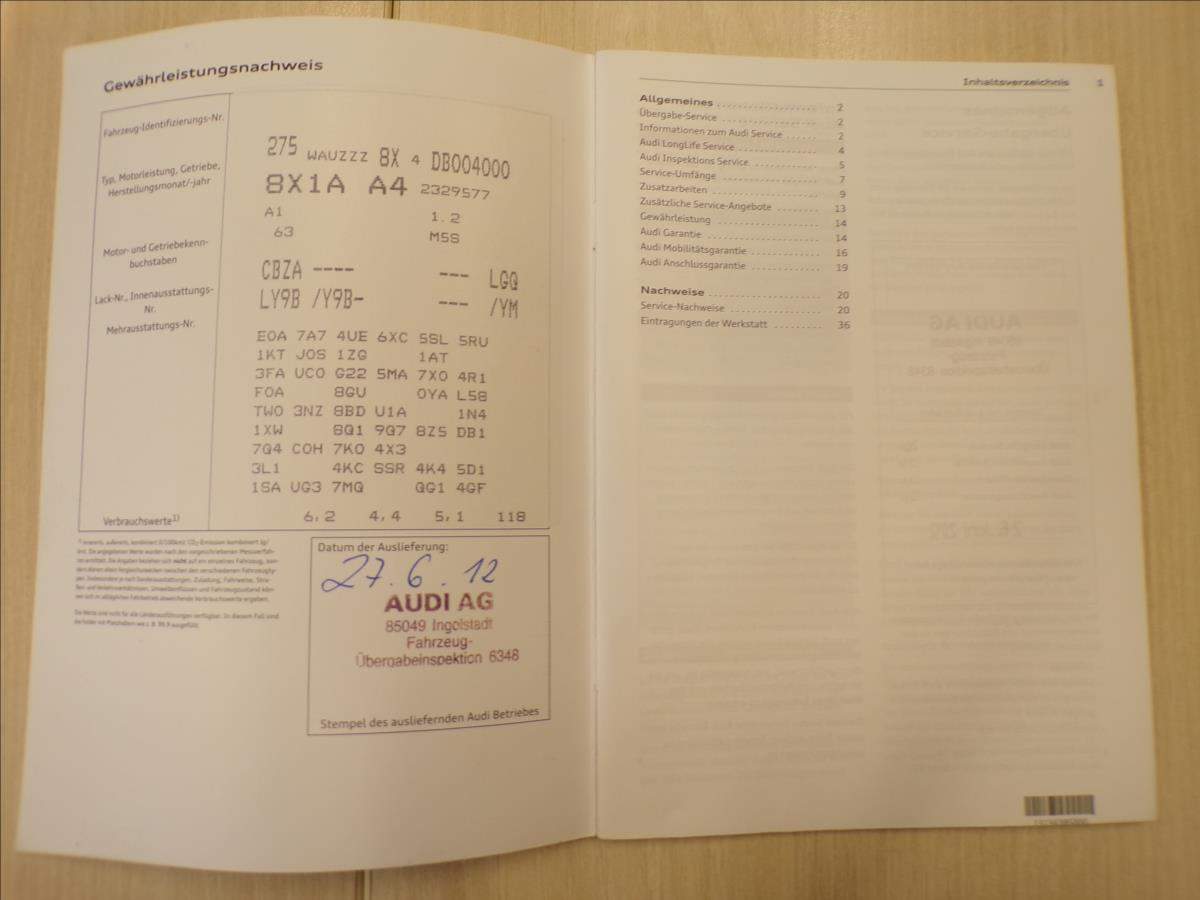 Gewährleistungsnachweis
Fahrzeug-Identifizierungs-Nr.
275 WAUZZZ 8X 4 DB004000
Typ, Motorleistung, Getriebe,
Herstellungsmonat/-jahr
8X1A A4 2329577
A1 1.2
63 M5S
Motor- und Getriebekenn-
buchstaben
CBZA ---- --- LGQ
Lack-Nr., Innenausstattungs-
Nr.
LY9B /Y9B- --- /YM
Mehrausstattungs-Nr.
E0A 7A7 4UE 6XC 5SL 5RU
1KT J0S 1ZG 1AT
3FA UC0 G22 5MA 7X0 4R1
F0A 8GU 0YA L58
TW0 3NZ 8BD U1A 1N4
1XW 8Q1 9Q7 8ZS DB1
7Q4 C0H 7K0 4X3
3L1 4KC SSR 4K4 5D1
1SA UG3 7MQ QG1 4GF
Verbrauchswerte1) 6,2 4,4 5,1 118
Datum der Auslieferung:
27.6.12
AUDI AG
85049 Ingolstadt
Fahrzeug-
Übergabeinspektion 6348
Stempel des ausliefernden Audi Betriebes
Inhaltsverzeichnis 1
Allgemeines 2
Übergabe-Service 2
Informationen zum Audi Service 2
Audi LongLife Service 4
Audi Inspektions Service 5
Service-Umfänge 7
Zusatzarbeiten 9
Zusätzliche Service-Angebote 13
Gewährleistung 14
Audi Garantie 14
Audi Mobilitätsgarantie 16
Audi Anschlussgarantie 19
Nachweise 20
Service-Nachweise 20
Eintragungen der Werkstatt 36